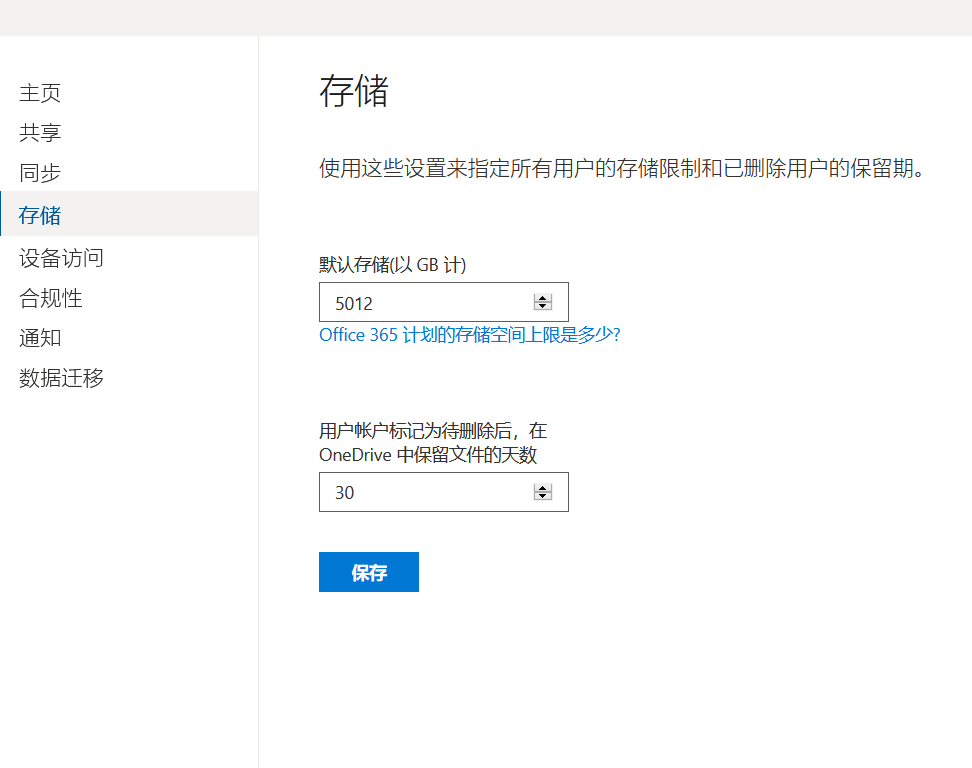 主页
共享
同步
存储
设备访问
合规性
通知
数据迁移
存储
使用这些设置来指定所有用户的存储限制和已删除用户的保留期。
默认存储(以 GB 计)
5012
Office 365 计划的存储空间上限是多少?
用户帐户标记为待删除后，在
OneDrive 中保留文件的天数
30
保存